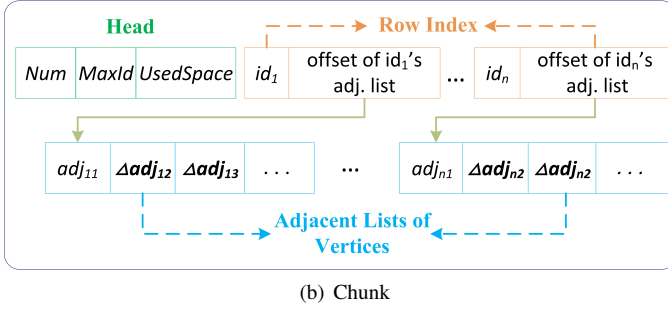 Head
Row Index
Num MaxId UsedSpace id1 offset of id1's adj. list ... idn offset of idn's adj. list
adj11 Δadj12 Δadj13 . . . ... adjn1 Δadjn2 Δadjn2 . . .
Adjacent Lists of
Vertices
(b) Chunk